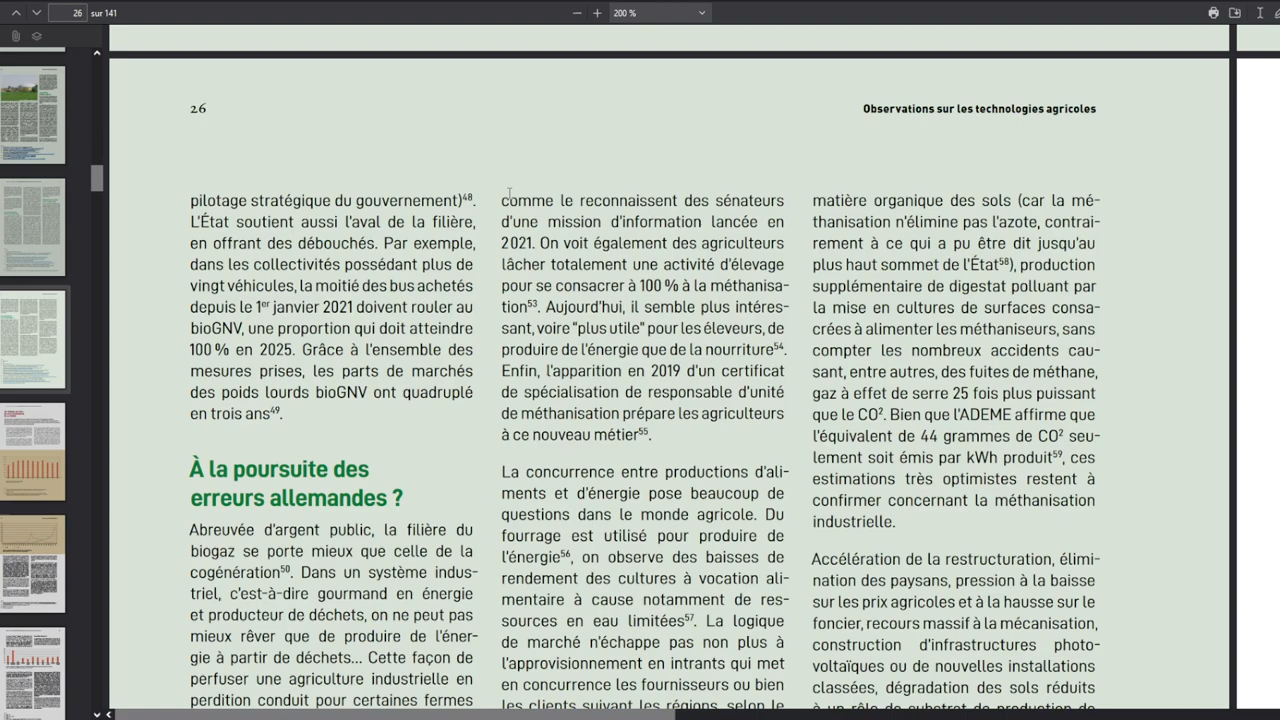 26 sur 141
200 %
26
Observations sur les technologies agricoles
pilotage stratégique du gouvernement)⁴⁸.
L’État soutient aussi l’aval de la filière,
en offrant des débouchés. Par exemple,
dans les collectivités possédant plus de
vingt véhicules, la moitié des bus achetés
depuis le 1ᵉʳ janvier 2021 doivent rouler au
bioGNV, une proportion qui doit atteindre
100 % en 2025. Grâce à l’ensemble des
mesures prises, les parts de marchés
des poids lourds bioGNV ont quadruplé
en trois ans⁴⁹.
À la poursuite des
erreurs allemandes ?
Abreuvée d’argent public, la filière du
biogaz se porte mieux que celle de la
cogénération⁵⁰. Dans un système indus-
triel, c’est-à-dire gourmand en énergie
et producteur de déchets, on ne peut pas
mieux rêver que de produire de l’éner-
gie à partir de déchets... Cette façon de
perfuser une agriculture industrielle en
perdition conduit pour certaines fermes
comme le reconnaissent des sénateurs
d’une mission d’information lancée en
2021. On voit également des agriculteurs
lâcher totalement une activité d’élevage
pour se consacrer à 100 % à la méthanisa-
tion⁵³. Aujourd’hui, il semble plus intéres-
sant, voire “plus utile” pour les éleveurs, de
produire de l’énergie que de la nourriture⁵⁴.
Enfin, l’apparition en 2019 d’un certificat
de spécialisation de responsable d’unité
de méthanisation prépare les agriculteurs
à ce nouveau métier⁵⁵.
La concurrence entre productions d’ali-
ments et d’énergie pose beaucoup de
questions dans le monde agricole. Du
fourrage est utilisé pour produire de
l’énergie⁵⁶, on observe des baisses de
rendement des cultures à vocation ali-
mentaire à cause notamment de res-
sources en eau limitées⁵⁷. La logique
de marché n’échappe pas non plus à
l’approvisionnement en intrants qui met
en concurrence les fournisseurs ou bien
les clients suivant les régions, selon le
matière organique des sols (car la mé-
thanisation n’élimine pas l’azote, contrai-
rement à ce qui a pu être dit jusqu’au
plus haut sommet de l’État⁵⁸), production
supplémentaire de digestat polluant par
la mise en cultures de surfaces consa-
crées à alimenter les méthaniseurs, sans
compter les nombreux accidents cau-
sant, entre autres, des fuites de méthane,
gaz à effet de serre 25 fois plus puissant
que le CO². Bien que l’ADEME affirme que
l’équivalent de 44 grammes de CO² seu-
lement soit émis par kWh produit⁵⁹, ces
estimations très optimistes restent à
confirmer concernant la méthanisation
industrielle.
Accélération de la restructuration, élimi-
nation des paysans, pression à la baisse
sur les prix agricoles et à la hausse sur le
foncier, recours massif à la mécanisation,
construction d’infrastructures photo-
voltaïques ou de nouvelles installations
classées, dégradation des sols réduits
à un rôle de substrat de production de